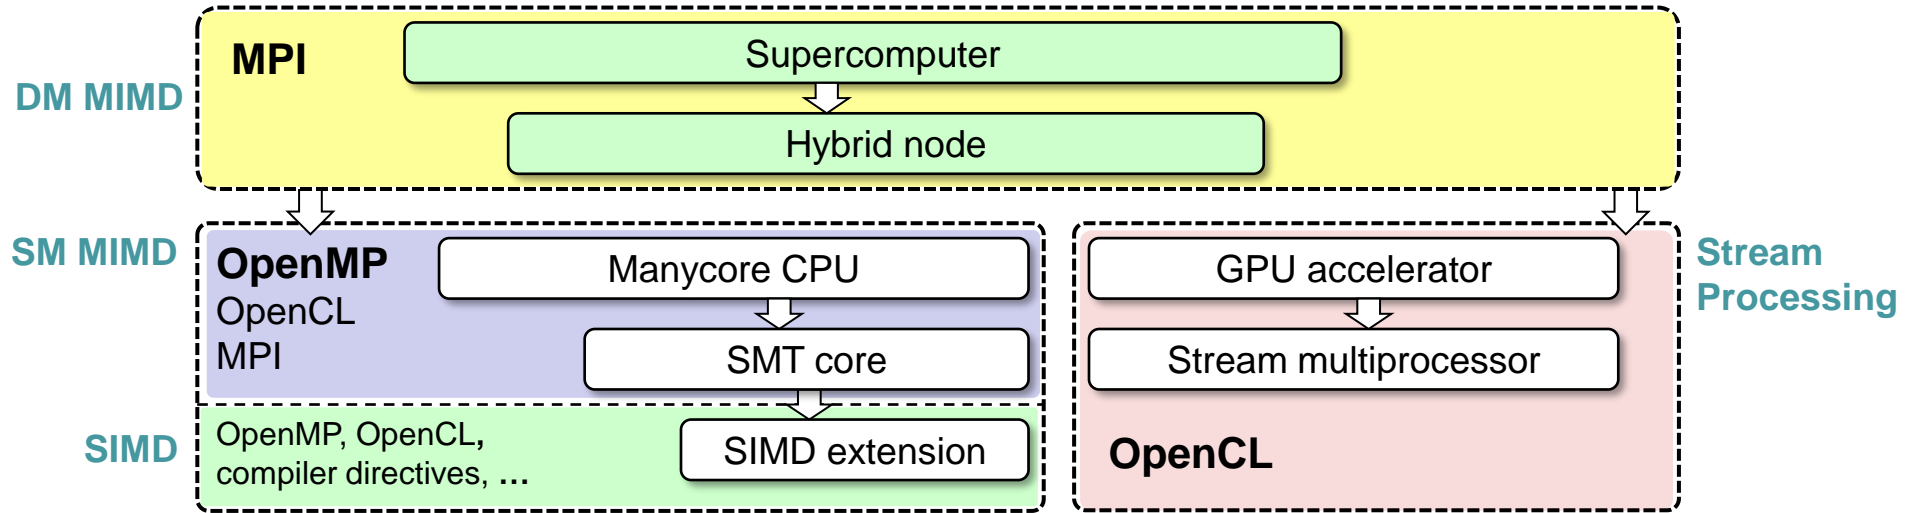 MPI
Supercomputer
DM MIMD
Hybrid node
SM MIMD
OpenMP
OpenCL
MPI
Manycore CPU
SMT core
GPU accelerator
Stream multiprocessor
Stream
Processing
SIMD
OpenMP, OpenCL,
compiler directives, ...
SIMD extension
OpenCL